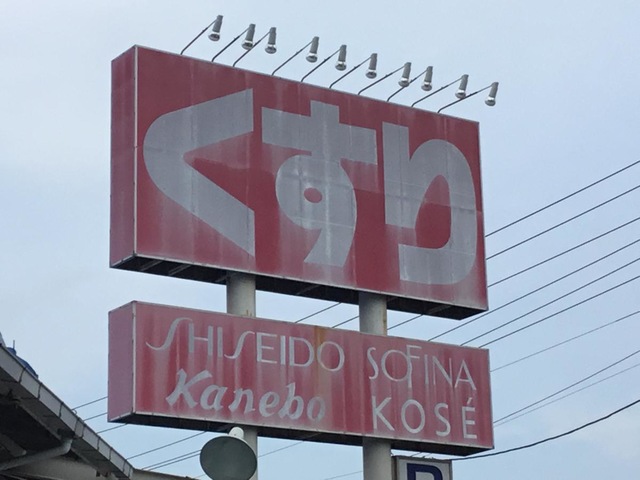 くすり
SHISEIDO SOFINA
Kanebo KOSÉ
P